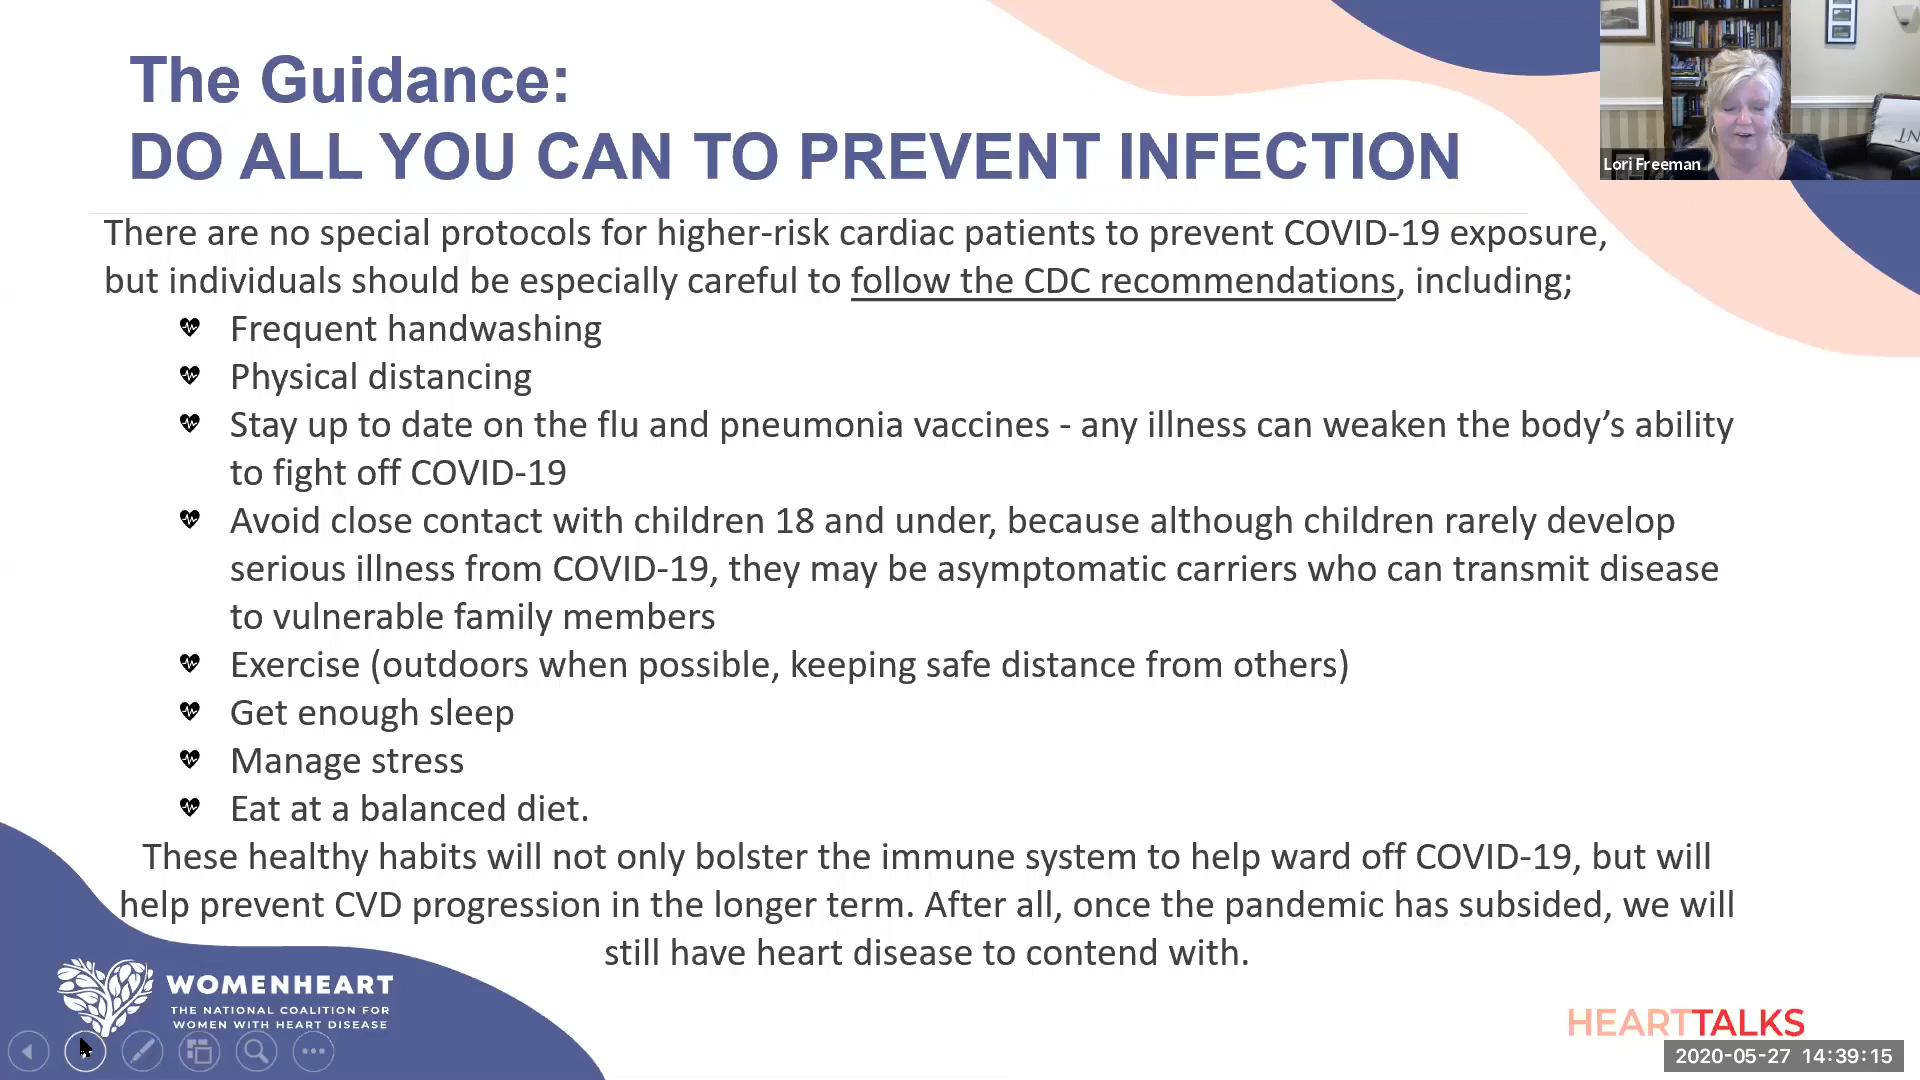 The Guidance:
DO ALL YOU CAN TO PREVENT INFECTION
Lori Freeman
There are no special protocols for higher-risk cardiac patients to prevent COVID-19 exposure,
but individuals should be especially careful to follow the CDC recommendations, including;
Frequent handwashing
Physical distancing
Stay up to date on the flu and pneumonia vaccines - any illness can weaken the body’s ability
to fight off COVID-19
Avoid close contact with children 18 and under, because although children rarely develop
serious illness from COVID-19, they may be asymptomatic carriers who can transmit disease
to vulnerable family members
Exercise (outdoors when possible, keeping safe distance from others)
Get enough sleep
Manage stress
Eat at a balanced diet.
These healthy habits will not only bolster the immune system to help ward off COVID-19, but will
help prevent CVD progression in the longer term. After all, once the pandemic has subsided, we will
still have heart disease to contend with.
WOMENHEART
THE NATIONAL COALITION FOR
WOMEN WITH HEART DISEASE
HEARTTALKS
2020-05-27 14:39:15